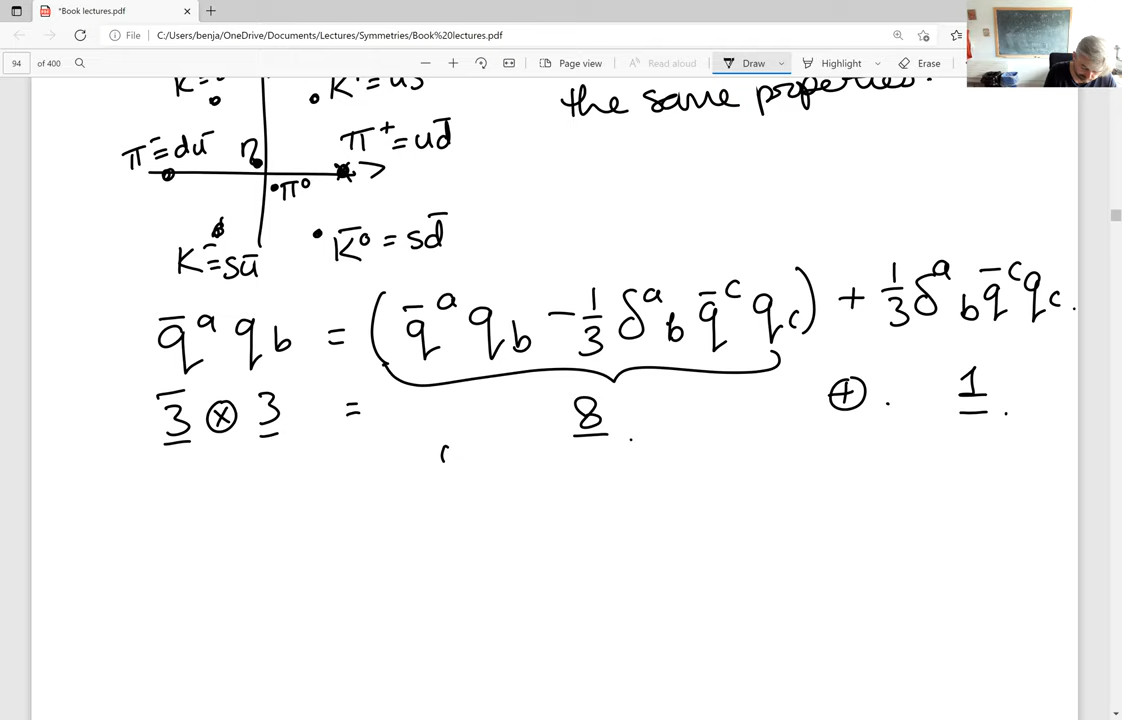 *Book lectures.pdf
File C:/Users/benja/OneDrive/Documents/Lectures/Symmetries/Book%20lectures.pdf
94 of 400 Page view Read aloud Draw Highlight Erase
the same properties.
π⁻ = dū η π⁺ = ud̄
π⁰
K⁻ = sū K̄⁰ = sd̄
q̄ᵃ q_b = (q̄ᵃ q_b − 1/3 δᵃ_b q̄ᶜ q_c) + 1/3 δᵃ_b q̄ᶜ q_c.
3̄ ⊗ 3 = 8 . ⊕ . 1 .